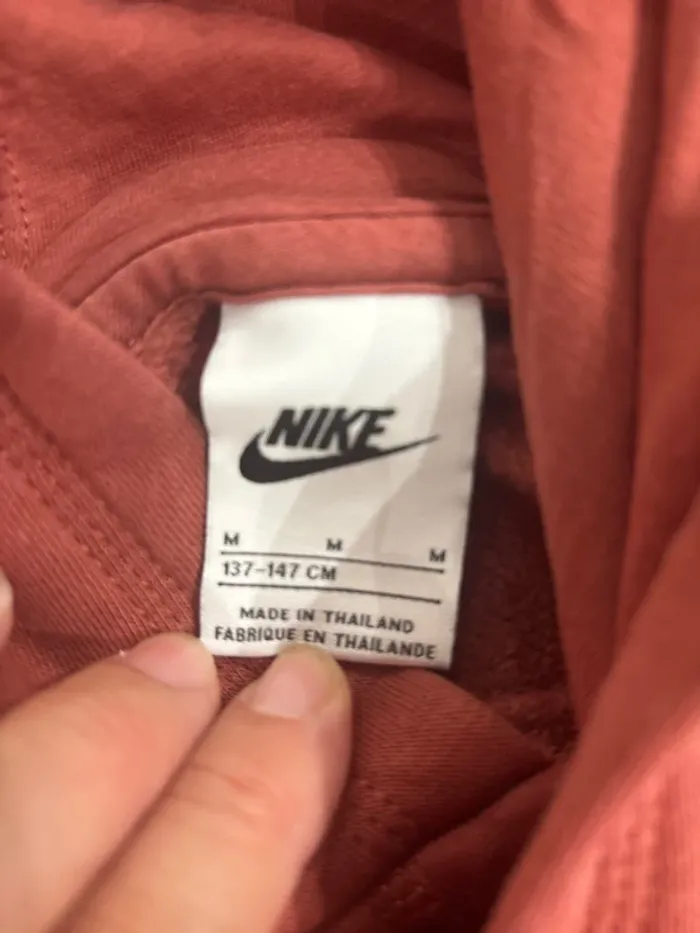 NIKE
M M M
137-147 CM
MADE IN THAILAND
FABRIQUE EN THAILANDE